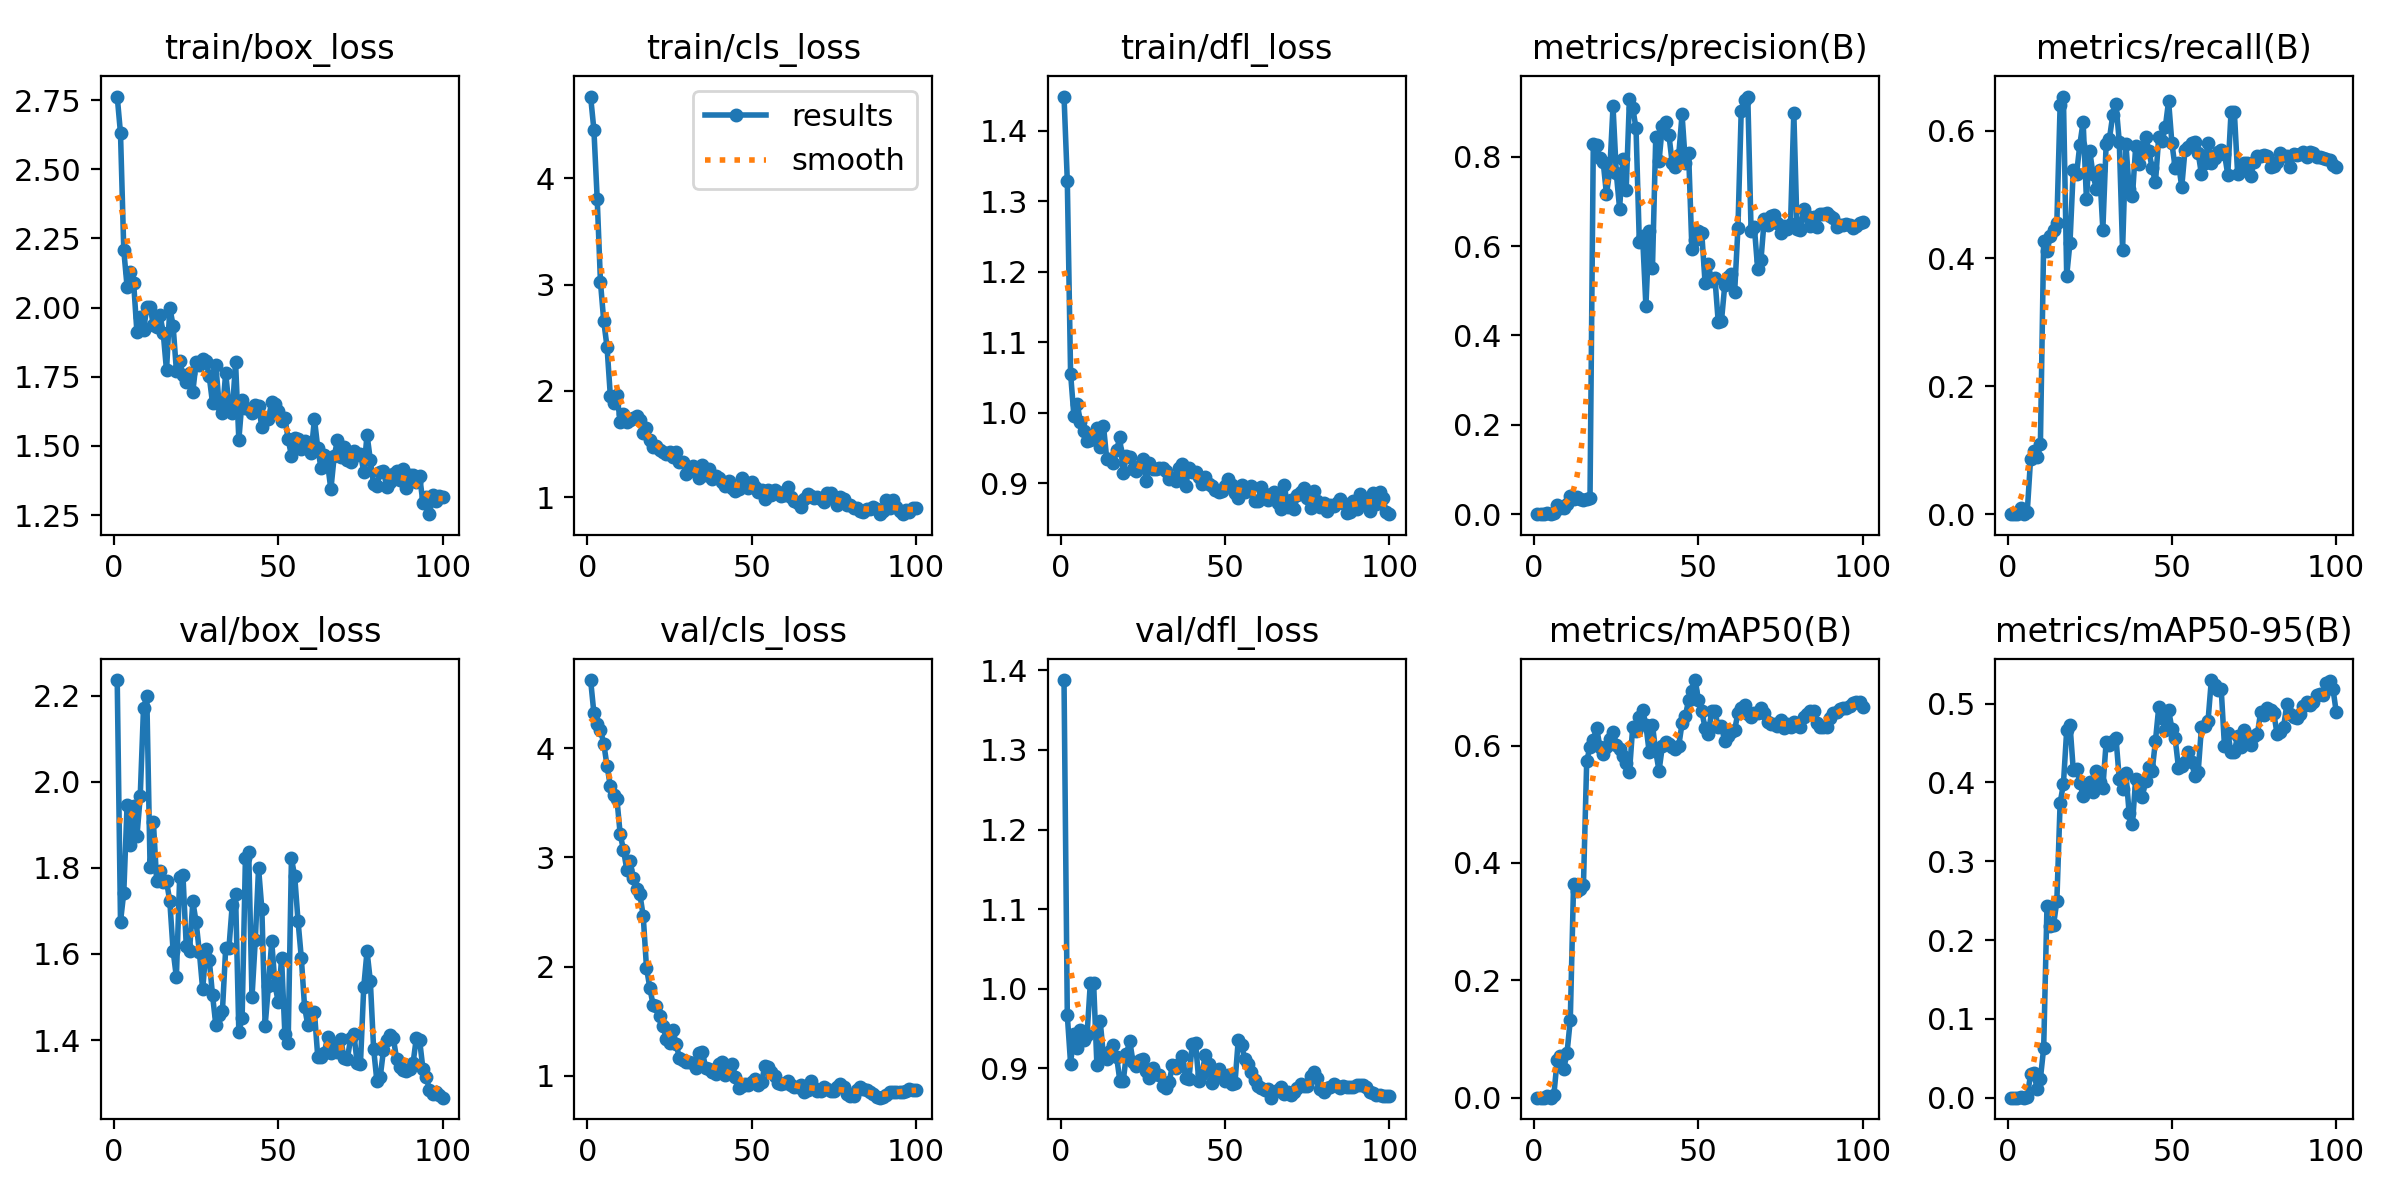 train/box_loss
2.75
2.50
2.25
2.00
1.75
1.50
1.25
0 50 100
train/cls_loss
results
smooth
4
3
2
1
0 50 100
train/dfl_loss
1.4
1.3
1.2
1.1
1.0
0.9
0 50 100
metrics/precision(B)
0.8
0.6
0.4
0.2
0.0
0 50 100
metrics/recall(B)
0.6
0.4
0.2
0.0
0 50 100
val/box_loss
2.2
2.0
1.8
1.6
1.4
0 50 100
val/cls_loss
4
3
2
1
0 50 100
val/dfl_loss
1.4
1.3
1.2
1.1
1.0
0.9
0 50 100
metrics/mAP50(B)
0.6
0.4
0.2
0.0
0 50 100
metrics/mAP50-95(B)
0.5
0.4
0.3
0.2
0.1
0.0
0 50 100